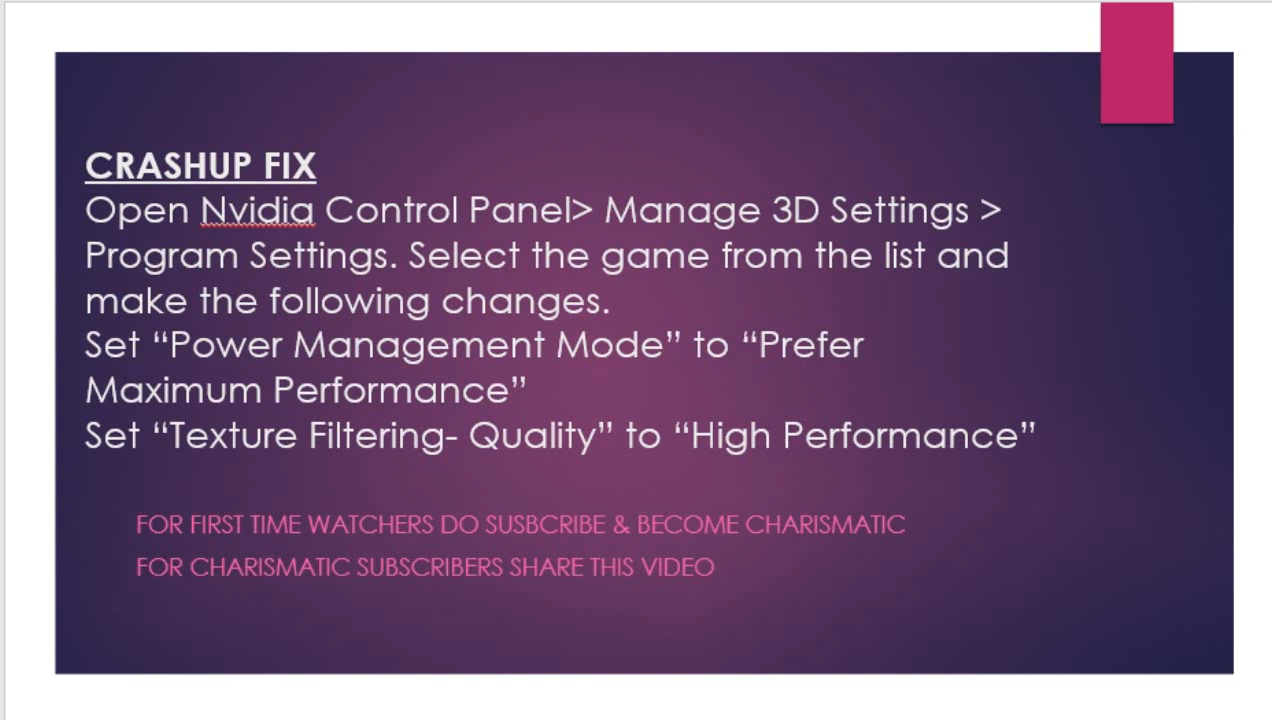 CRASHUP FIX
Open Nvidia Control Panel> Manage 3D Settings >
Program Settings. Select the game from the list and
make the following changes.
Set “Power Management Mode” to “Prefer
Maximum Performance”
Set “Texture Filtering- Quality” to “High Performance”
FOR FIRST TIME WATCHERS DO SUSBCRIBE & BECOME CHARISMATIC
FOR CHARISMATIC SUBSCRIBERS SHARE THIS VIDEO